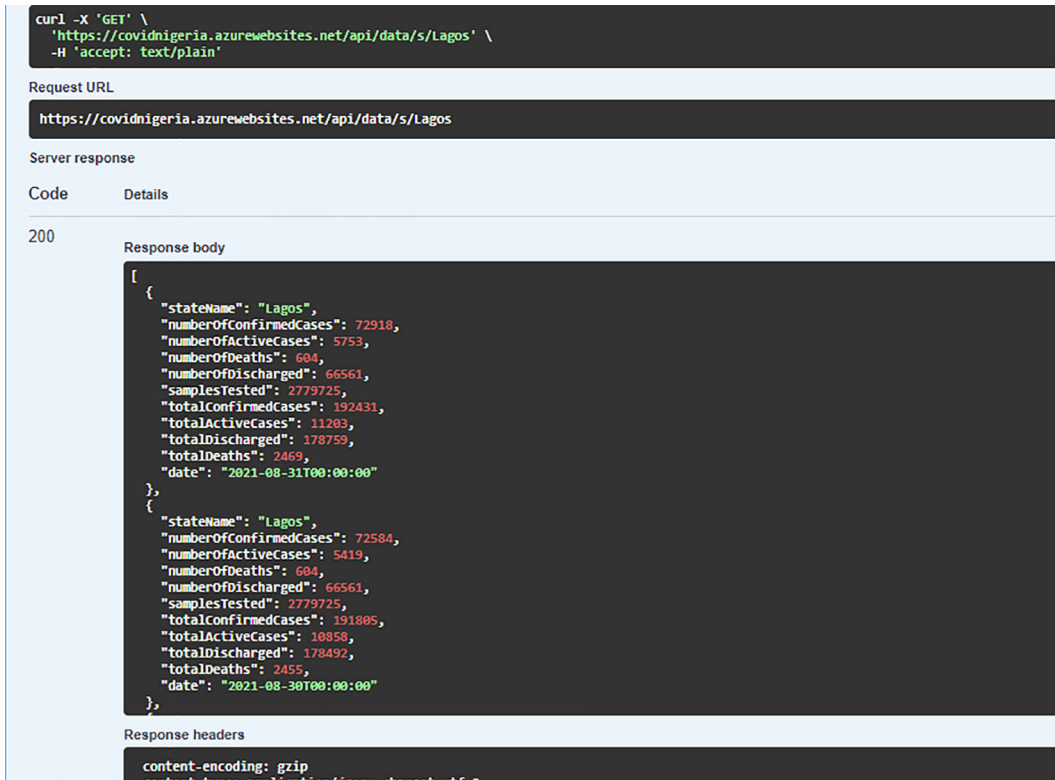 curl -X 'GET' \
  'https://covidnigeria.azurewebsites.net/api/data/s/Lagos' \
  -H 'accept: text/plain'
Request URL
https://covidnigeria.azurewebsites.net/api/data/s/Lagos
Server response
Code Details
200
Response body
[
  {
    "stateName": "Lagos",
    "numberOfConfirmedCases": 72918,
    "numberOfActiveCases": 5753,
    "numberOfDeaths": 604,
    "numberOfDischarged": 66561,
    "samplesTested": 2779725,
    "totalConfirmedCases": 192431,
    "totalActiveCases": 11203,
    "totalDischarged": 178759,
    "totalDeaths": 2469,
    "date": "2021-08-31T00:00:00"
  },
  {
    "stateName": "Lagos",
    "numberOfConfirmedCases": 72584,
    "numberOfActiveCases": 5419,
    "numberOfDeaths": 604,
    "numberOfDischarged": 66561,
    "samplesTested": 2779725,
    "totalConfirmedCases": 191805,
    "totalActiveCases": 10858,
    "totalDischarged": 178492,
    "totalDeaths": 2455,
    "date": "2021-08-30T00:00:00"
  },
Response headers
content-encoding: gzip